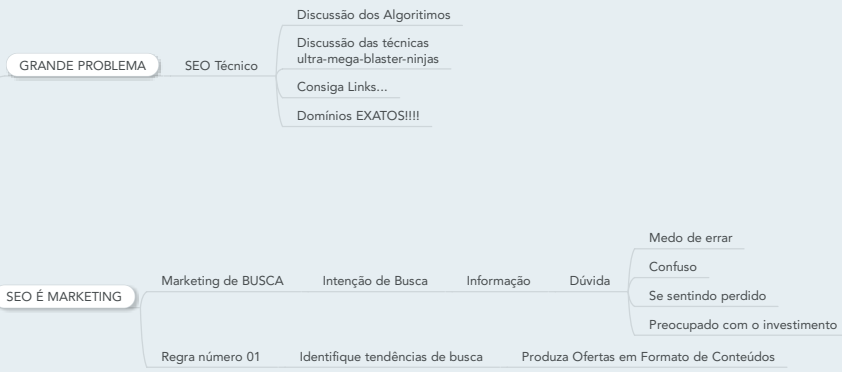 Discussão dos Algoritimos
Discussão das técnicas
ultra-mega-blaster-ninjas
GRANDE PROBLEMA SEO Técnico
Consiga Links...
Domínios EXATOS!!!!
Medo de errar
Confuso
Marketing de BUSCA Intenção de Busca Informação Dúvida
SEO É MARKETING
Se sentindo perdido
Preocupado com o investimento
Regra número 01 Identifique tendências de busca Produza Ofertas em Formato de Conteúdos